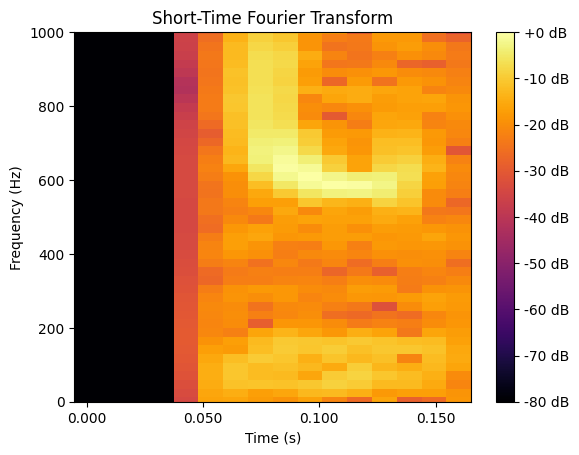 Short-Time Fourier Transform
Frequency (Hz)
1000
800
600
400
200
0
0.000
0.050
0.100
0.150
Time (s)
+0 dB
-10 dB
-20 dB
-30 dB
-40 dB
-50 dB
-60 dB
-70 dB
-80 dB